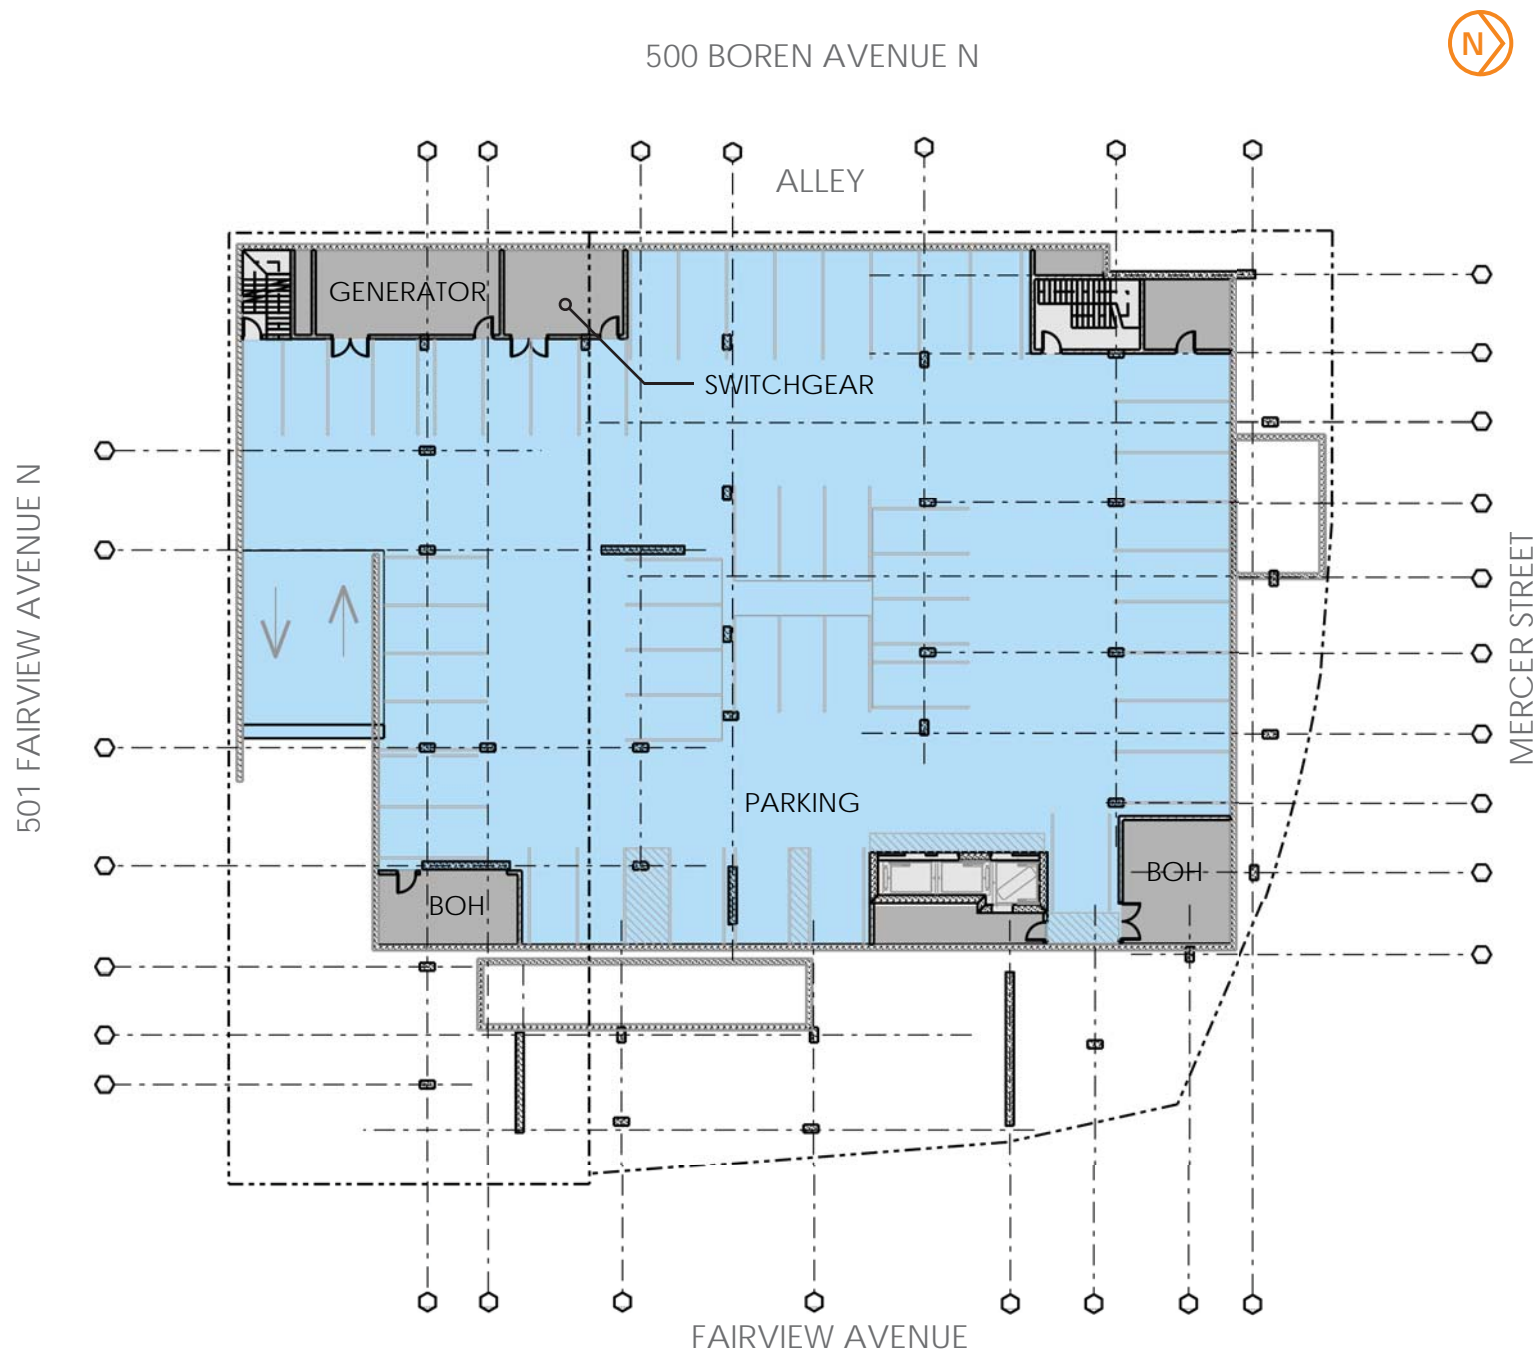 500 BOREN AVENUE N
N
ALLEY
GENERATOR
SWITCHGEAR
501 FAIRVIEW AVENUE N
MERCER STREET
PARKING
BOH
BOH
FAIRVIEW AVENUE